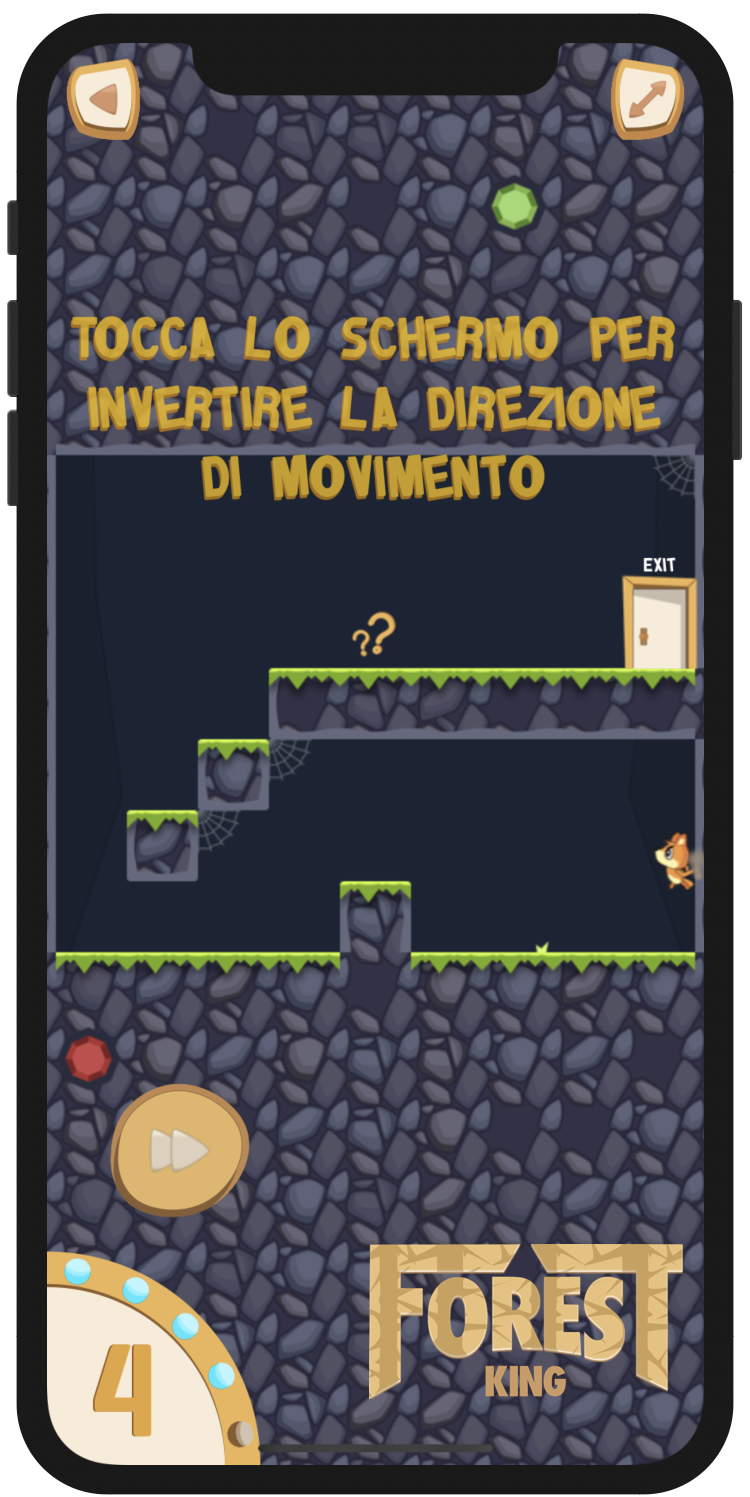 TOCCA LO SCHERMO PER
INVERTIRE LA DIREZIONE
DI MOVIMENTO
EXIT
??
FOREST
KING
4